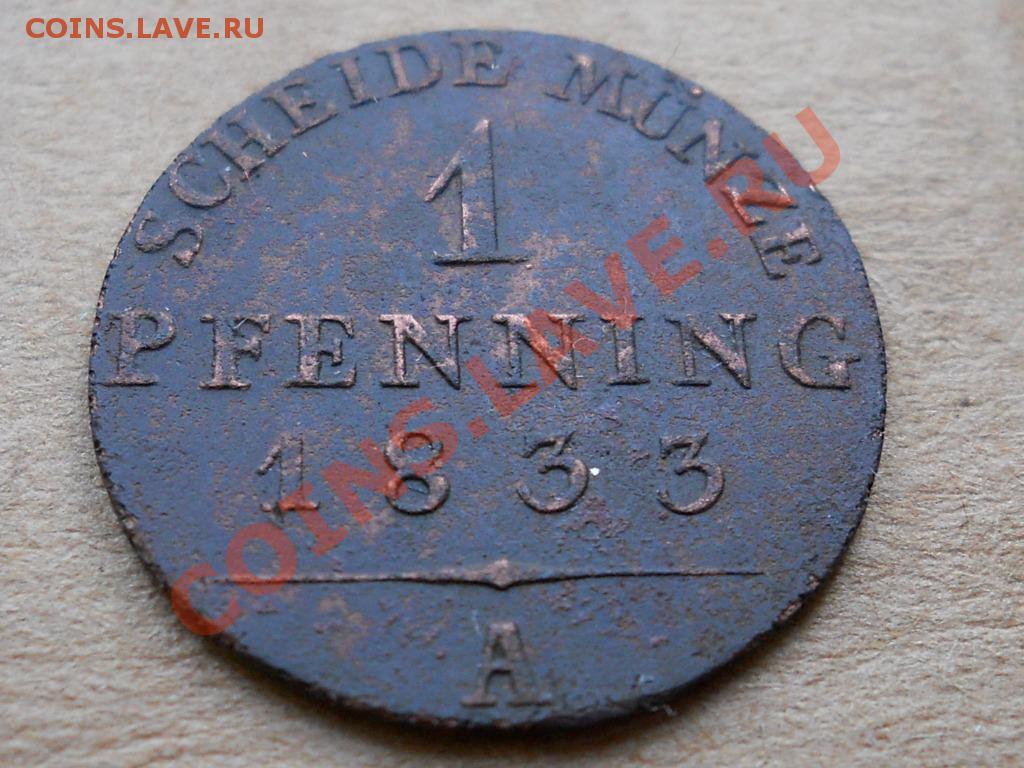 COINS.LAVE.RU
SCHEIDE MÜNZE
1
PFENNING
1833
A
COINS.LAVE.RU